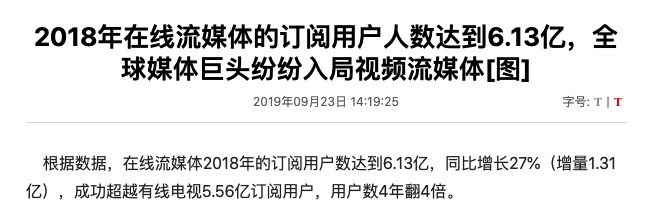 2018年在线流媒体的订阅用户人数达到6.13亿，全
球媒体巨头纷纷入局视频流媒体[图]
2019年09月23日 14:19:25 字号: T | T
根据数据，在线流媒体2018年的订阅用户数达到6.13亿，同比增长27%（增量1.31
亿），成功超越有线电视5.56亿订阅用户，用户数4年翻4倍。